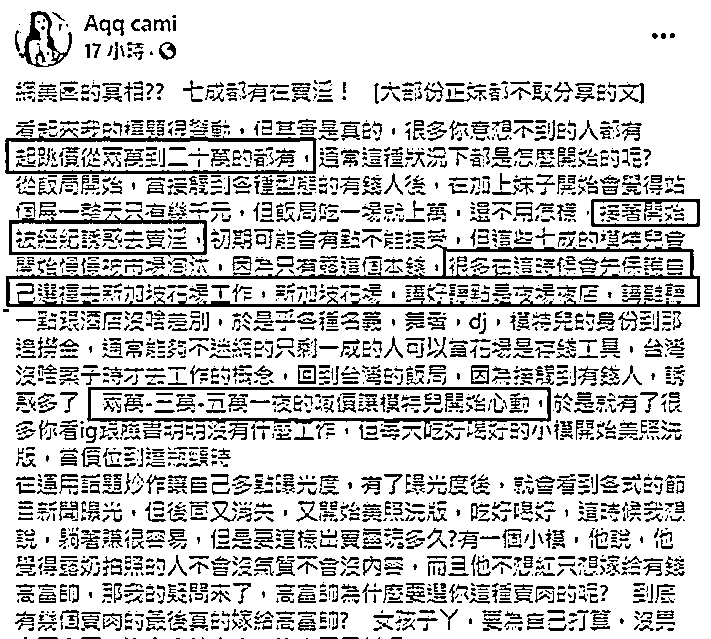 Aqq cami
17 小時
網美圈的真相?? 七成都有在賣淫! [大部份正妹都不敢分享的文]
看起來我的標題很聳動,但其實是真的,很多你意想不到的人都有
起跳價從兩萬到二十萬的都有,通常這種狀況下都是怎麼開始的呢?
從飯局開始,當接觸到各種型態的有錢人後,在加上妹子開始會覺得站
個展一整天只有幾千元,但飯局吃一場就上萬,還不用怎樣,接著開始
被經紀誘惑去賣淫,初期可能會有點不能接受,但這些七成的模特兒會
開始慢慢被市場淘汰,因為只有露這個本錢,很多在這時候會先保護自
己選擇去新加坡花場工作,新加坡花場,講好聽點是夜場夜店,講難聽
一點跟酒店沒啥差別,於是乎各種名義,舞者,dj,模特兒的身份到那
邊撈金,通常能夠不迷網的只剩一成的人可以當花場是存錢工具,台灣
沒啥案子時才去工作的概念,回到台灣的飯局,因為接觸到有錢人,誘
惑多了 兩萬-三萬-五萬一夜的喊價讓模特兒開始心動,於是就有了很
多你看ig跟臉書明明沒有什麼工作,但每天吃好喝好的小模開始美照洗
版,當價位到達瓶頸時
在運用話題炒作讓自己多點曝光度,有了曝光度後,就會看到各式的節
目新聞曝光,但後面又消失,又開始美照洗版,吃好喝好,這時候我想
說,躺著賺很容易,但是要這樣出賣靈魂多久?有一個小模,他說,他
覺得露奶拍照的人不會沒氣質不會沒內容,而且他不想紅只想嫁給有錢
高富帥,那我的疑問來了,高富帥為什麼要選你這種賣肉的呢? 到底
有幾個賣肉的最後真的嫁給高富帥? 女孩子丫,要為自己打算,沒男